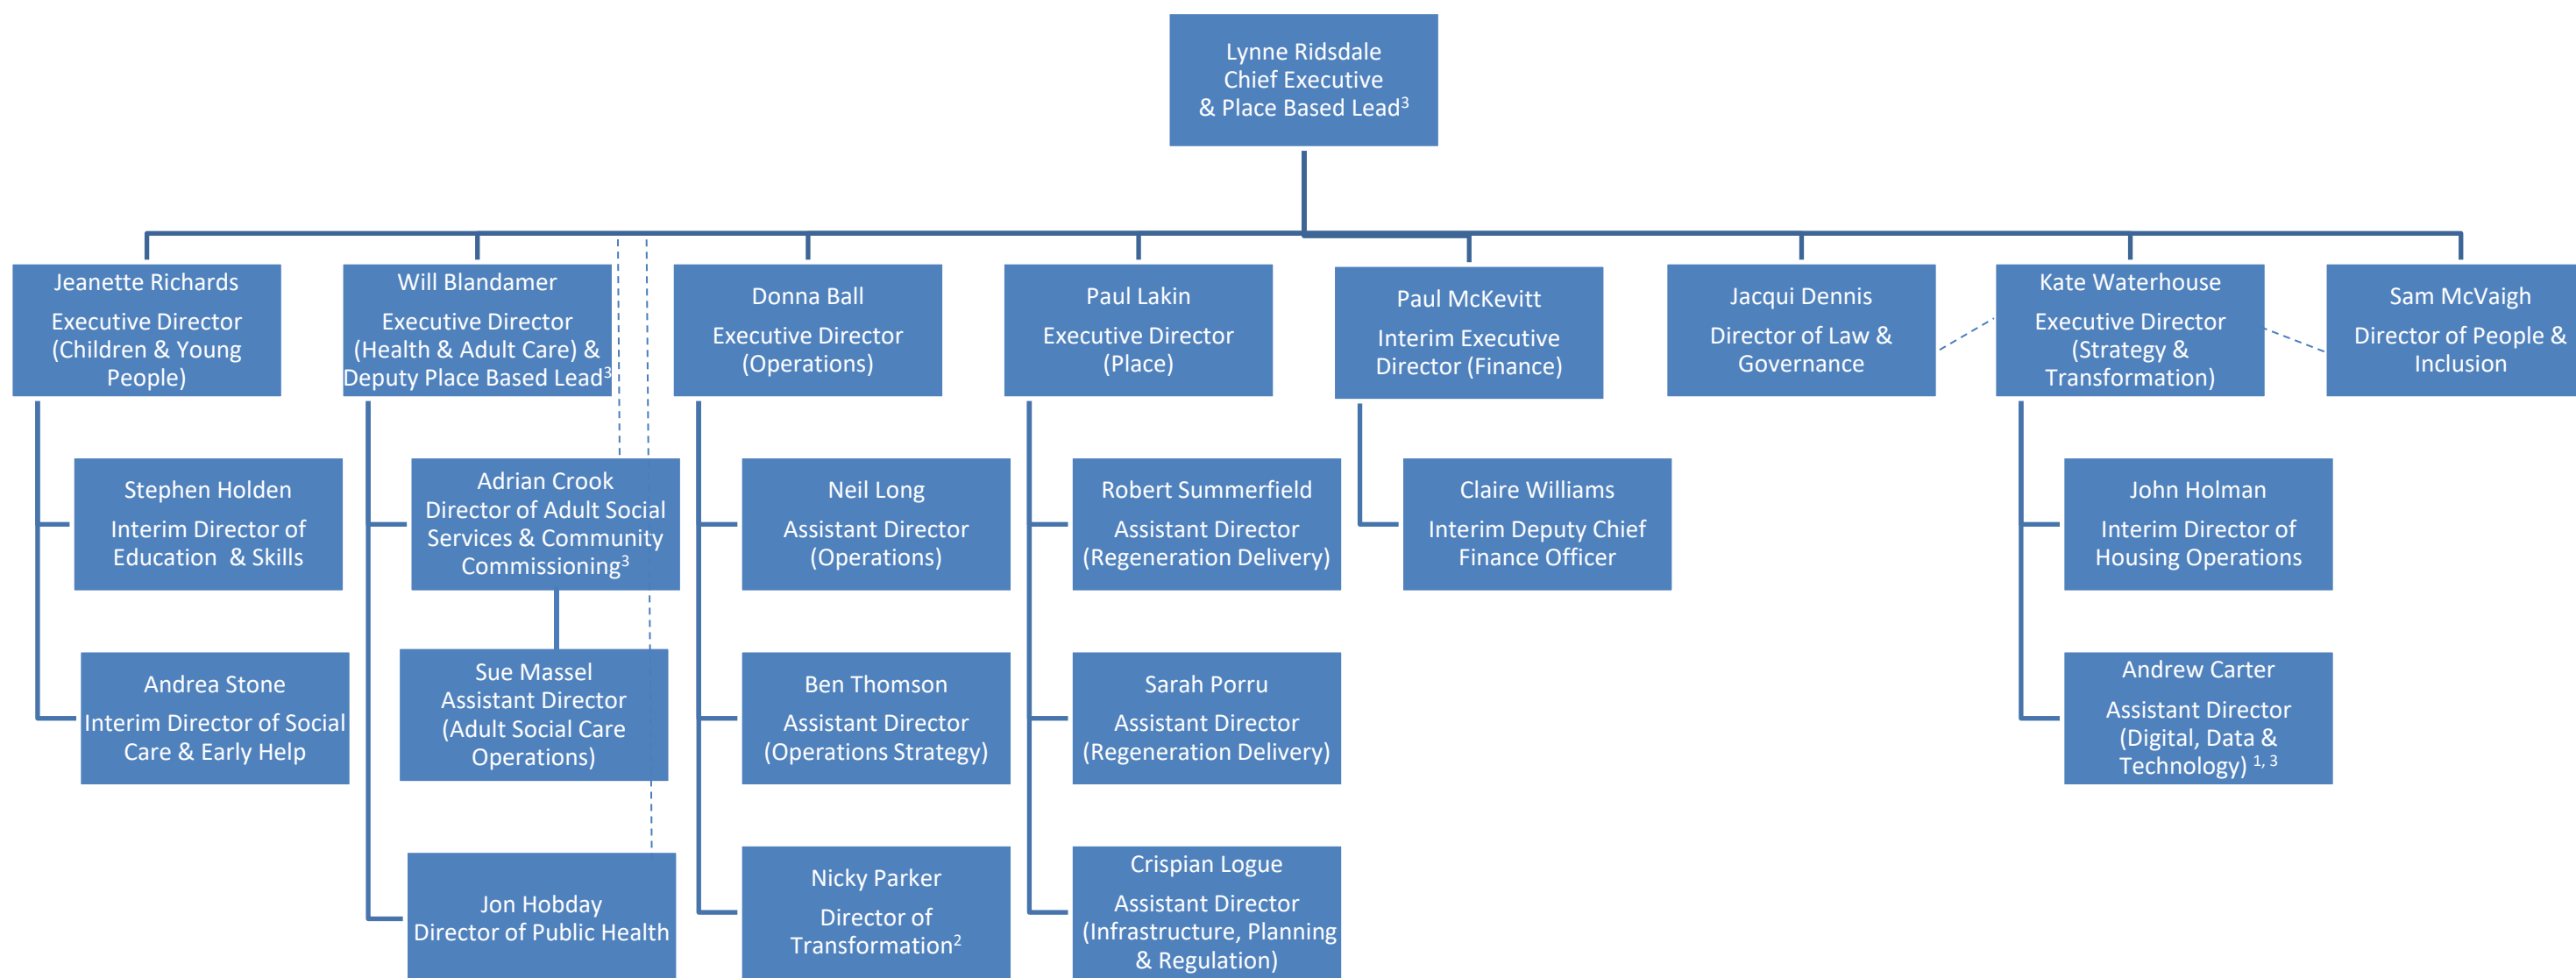 Lynne Ridsdale
Chief Executive
& Place Based Lead³
Jeanette Richards
Executive Director
(Children & Young
People)
Will Blandamer
Executive Director
(Health & Adult Care) &
Deputy Place Based Lead³
Donna Ball
Executive Director
(Operations)
Paul Lakin
Executive Director
(Place)
Paul McKevitt
Interim Executive
Director (Finance)
Jacqui Dennis
Director of Law &
Governance
Kate Waterhouse
Executive Director
(Strategy &
Transformation)
Sam McVaigh
Director of People &
Inclusion
Stephen Holden
Interim Director of
Education & Skills
Adrian Crook
Director of Adult Social
Services & Community
Commissioning³
Neil Long
Assistant Director
(Operations)
Robert Summerfield
Assistant Director
(Regeneration Delivery)
Claire Williams
Interim Deputy Chief
Finance Officer
John Holman
Interim Director of
Housing Operations
Andrea Stone
Interim Director of Social
Care & Early Help
Sue Massel
Assistant Director
(Adult Social Care
Operations)
Ben Thomson
Assistant Director
(Operations Strategy)
Sarah Porru
Assistant Director
(Regeneration Delivery)
Andrew Carter
Assistant Director
(Digital, Data &
Technology) ¹, ³
Jon Hobday
Director of Public Health
Nicky Parker
Director of
Transformation²
Crispian Logue
Assistant Director
(Infrastructure, Planning
& Regulation)